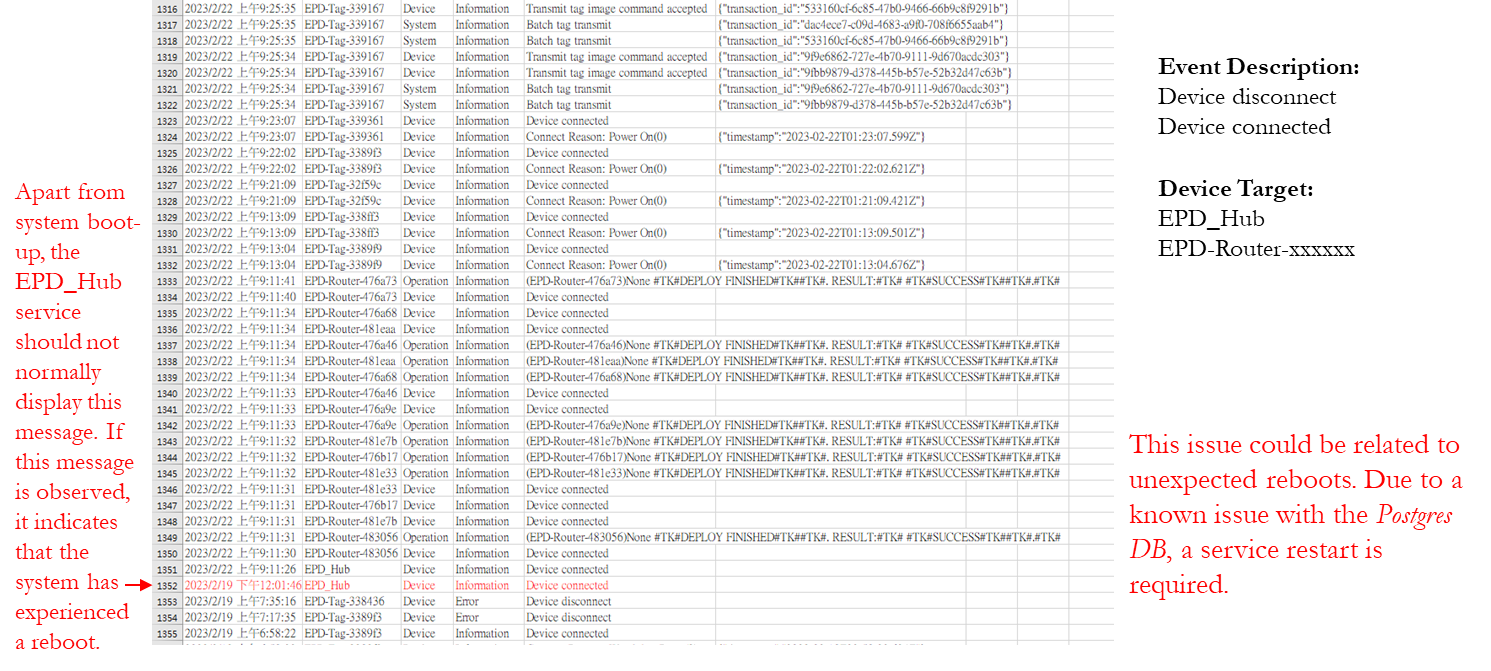 Apart from
system boot-
up, the
EPD_Hub
service
should not
normally
display this
message. If
this message
is observed,
it indicates
that the
system has
experienced
a reboot.
1316 2023/2/22 上午9:25:35 EPD-Tag-339167 Device Information Transmit tag image command accepted {"transaction_id":"533160cf-6c85-47b0-9466-66b9c8f9291b"}
1317 2023/2/22 上午9:25:35 EPD-Tag-339167 System Information Batch tag transmit {"transaction_id":"dac4ece7-c09d-4683-a9f0-708f6655aab4"}
1318 2023/2/22 上午9:25:35 EPD-Tag-339167 System Information Batch tag transmit {"transaction_id":"533160cf-6c85-47b0-9466-66b9c8f9291b"}
1319 2023/2/22 上午9:25:34 EPD-Tag-339167 Device Information Transmit tag image command accepted {"transaction_id":"9f9e6862-727e-4b70-9111-9d670acdc303"}
1320 2023/2/22 上午9:25:34 EPD-Tag-339167 Device Information Transmit tag image command accepted {"transaction_id":"9fbb9879-d378-445b-b57e-52b32d47c63b"}
1321 2023/2/22 上午9:25:34 EPD-Tag-339167 System Information Batch tag transmit {"transaction_id":"9f9e6862-727e-4b70-9111-9d670acdc303"}
1322 2023/2/22 上午9:25:34 EPD-Tag-339167 System Information Batch tag transmit {"transaction_id":"9fbb9879-d378-445b-b57e-52b32d47c63b"}
1323 2023/2/22 上午9:23:07 EPD-Tag-339361 Device Information Device connected
1324 2023/2/22 上午9:23:07 EPD-Tag-339361 Device Information Connect Reason: Power On(0) {"timestamp":"2023-02-22T01:23:07.599Z"}
1325 2023/2/22 上午9:22:02 EPD-Tag-3389f3 Device Information Device connected
1326 2023/2/22 上午9:22:02 EPD-Tag-3389f3 Device Information Connect Reason: Power On(0) {"timestamp":"2023-02-22T01:22:02.621Z"}
1327 2023/2/22 上午9:21:09 EPD-Tag-32f59c Device Information Device connected
1328 2023/2/22 上午9:21:09 EPD-Tag-32f59c Device Information Connect Reason: Power On(0) {"timestamp":"2023-02-22T01:21:09.421Z"}
1329 2023/2/22 上午9:13:09 EPD-Tag-338ff3 Device Information Device connected
1330 2023/2/22 上午9:13:09 EPD-Tag-338ff3 Device Information Connect Reason: Power On(0) {"timestamp":"2023-02-22T01:13:09.501Z"}
1331 2023/2/22 上午9:13:04 EPD-Tag-3389f9 Device Information Device connected
1332 2023/2/22 上午9:13:04 EPD-Tag-3389f9 Device Information Connect Reason: Power On(0) {"timestamp":"2023-02-22T01:13:04.676Z"}
1333 2023/2/22 上午9:11:41 EPD-Router-476a73 Operation Information (EPD-Router-476a73)None #TK#DEPLOY FINISHED#TK##TK#. RESULT:#TK# #TK#SUCCESS#TK##TK#.#TK#
1334 2023/2/22 上午9:11:40 EPD-Router-476a73 Device Information Device connected
1335 2023/2/22 上午9:11:34 EPD-Router-476a68 Device Information Device connected
1336 2023/2/22 上午9:11:34 EPD-Router-481eaa Device Information Device connected
1337 2023/2/22 上午9:11:34 EPD-Router-476a46 Operation Information (EPD-Router-476a46)None #TK#DEPLOY FINISHED#TK##TK#. RESULT:#TK# #TK#SUCCESS#TK##TK#.#TK#
1338 2023/2/22 上午9:11:34 EPD-Router-481eaa Operation Information (EPD-Router-481eaa)None #TK#DEPLOY FINISHED#TK##TK#. RESULT:#TK# #TK#SUCCESS#TK##TK#.#TK#
1339 2023/2/22 上午9:11:34 EPD-Router-476a68 Operation Information (EPD-Router-476a68)None #TK#DEPLOY FINISHED#TK##TK#. RESULT:#TK# #TK#SUCCESS#TK##TK#.#TK#
1340 2023/2/22 上午9:11:33 EPD-Router-476a46 Device Information Device connected
1341 2023/2/22 上午9:11:33 EPD-Router-476a9e Device Information Device connected
1342 2023/2/22 上午9:11:33 EPD-Router-476a9e Operation Information (EPD-Router-476a9e)None #TK#DEPLOY FINISHED#TK##TK#. RESULT:#TK# #TK#SUCCESS#TK##TK#.#TK#
1343 2023/2/22 上午9:11:32 EPD-Router-481e7b Operation Information (EPD-Router-481e7b)None #TK#DEPLOY FINISHED#TK##TK#. RESULT:#TK# #TK#SUCCESS#TK##TK#.#TK#
1344 2023/2/22 上午9:11:32 EPD-Router-476b17 Operation Information (EPD-Router-476b17)None #TK#DEPLOY FINISHED#TK##TK#. RESULT:#TK# #TK#SUCCESS#TK##TK#.#TK#
1345 2023/2/22 上午9:11:32 EPD-Router-481e33 Operation Information (EPD-Router-481e33)None #TK#DEPLOY FINISHED#TK##TK#. RESULT:#TK# #TK#SUCCESS#TK##TK#.#TK#
1346 2023/2/22 上午9:11:31 EPD-Router-481e33 Device Information Device connected
1347 2023/2/22 上午9:11:31 EPD-Router-476b17 Device Information Device connected
1348 2023/2/22 上午9:11:31 EPD-Router-481e7b Device Information Device connected
1349 2023/2/22 上午9:11:31 EPD-Router-483056 Operation Information (EPD-Router-483056)None #TK#DEPLOY FINISHED#TK##TK#. RESULT:#TK# #TK#SUCCESS#TK##TK#.#TK#
1350 2023/2/22 上午9:11:30 EPD-Router-483056 Device Information Device connected
1351 2023/2/22 上午9:11:26 EPD_Hub Device Information Device connected
1352 2023/2/19 下午12:01:46 EPD_Hub Device Information Device connected
1353 2023/2/19 上午7:35:16 EPD-Tag-338436 Device Error Device disconnect
1354 2023/2/19 上午7:17:35 EPD-Tag-3389f3 Device Error Device disconnect
1355 2023/2/19 上午6:58:22 EPD-Tag-3389f3 Device Information Device connected
Event Description:
Device disconnect
Device connected
Device Target:
EPD_Hub
EPD-Router-xxxxxx
This issue could be related to
unexpected reboots. Due to a
known issue with the Postgres
DB, a service restart is
required.